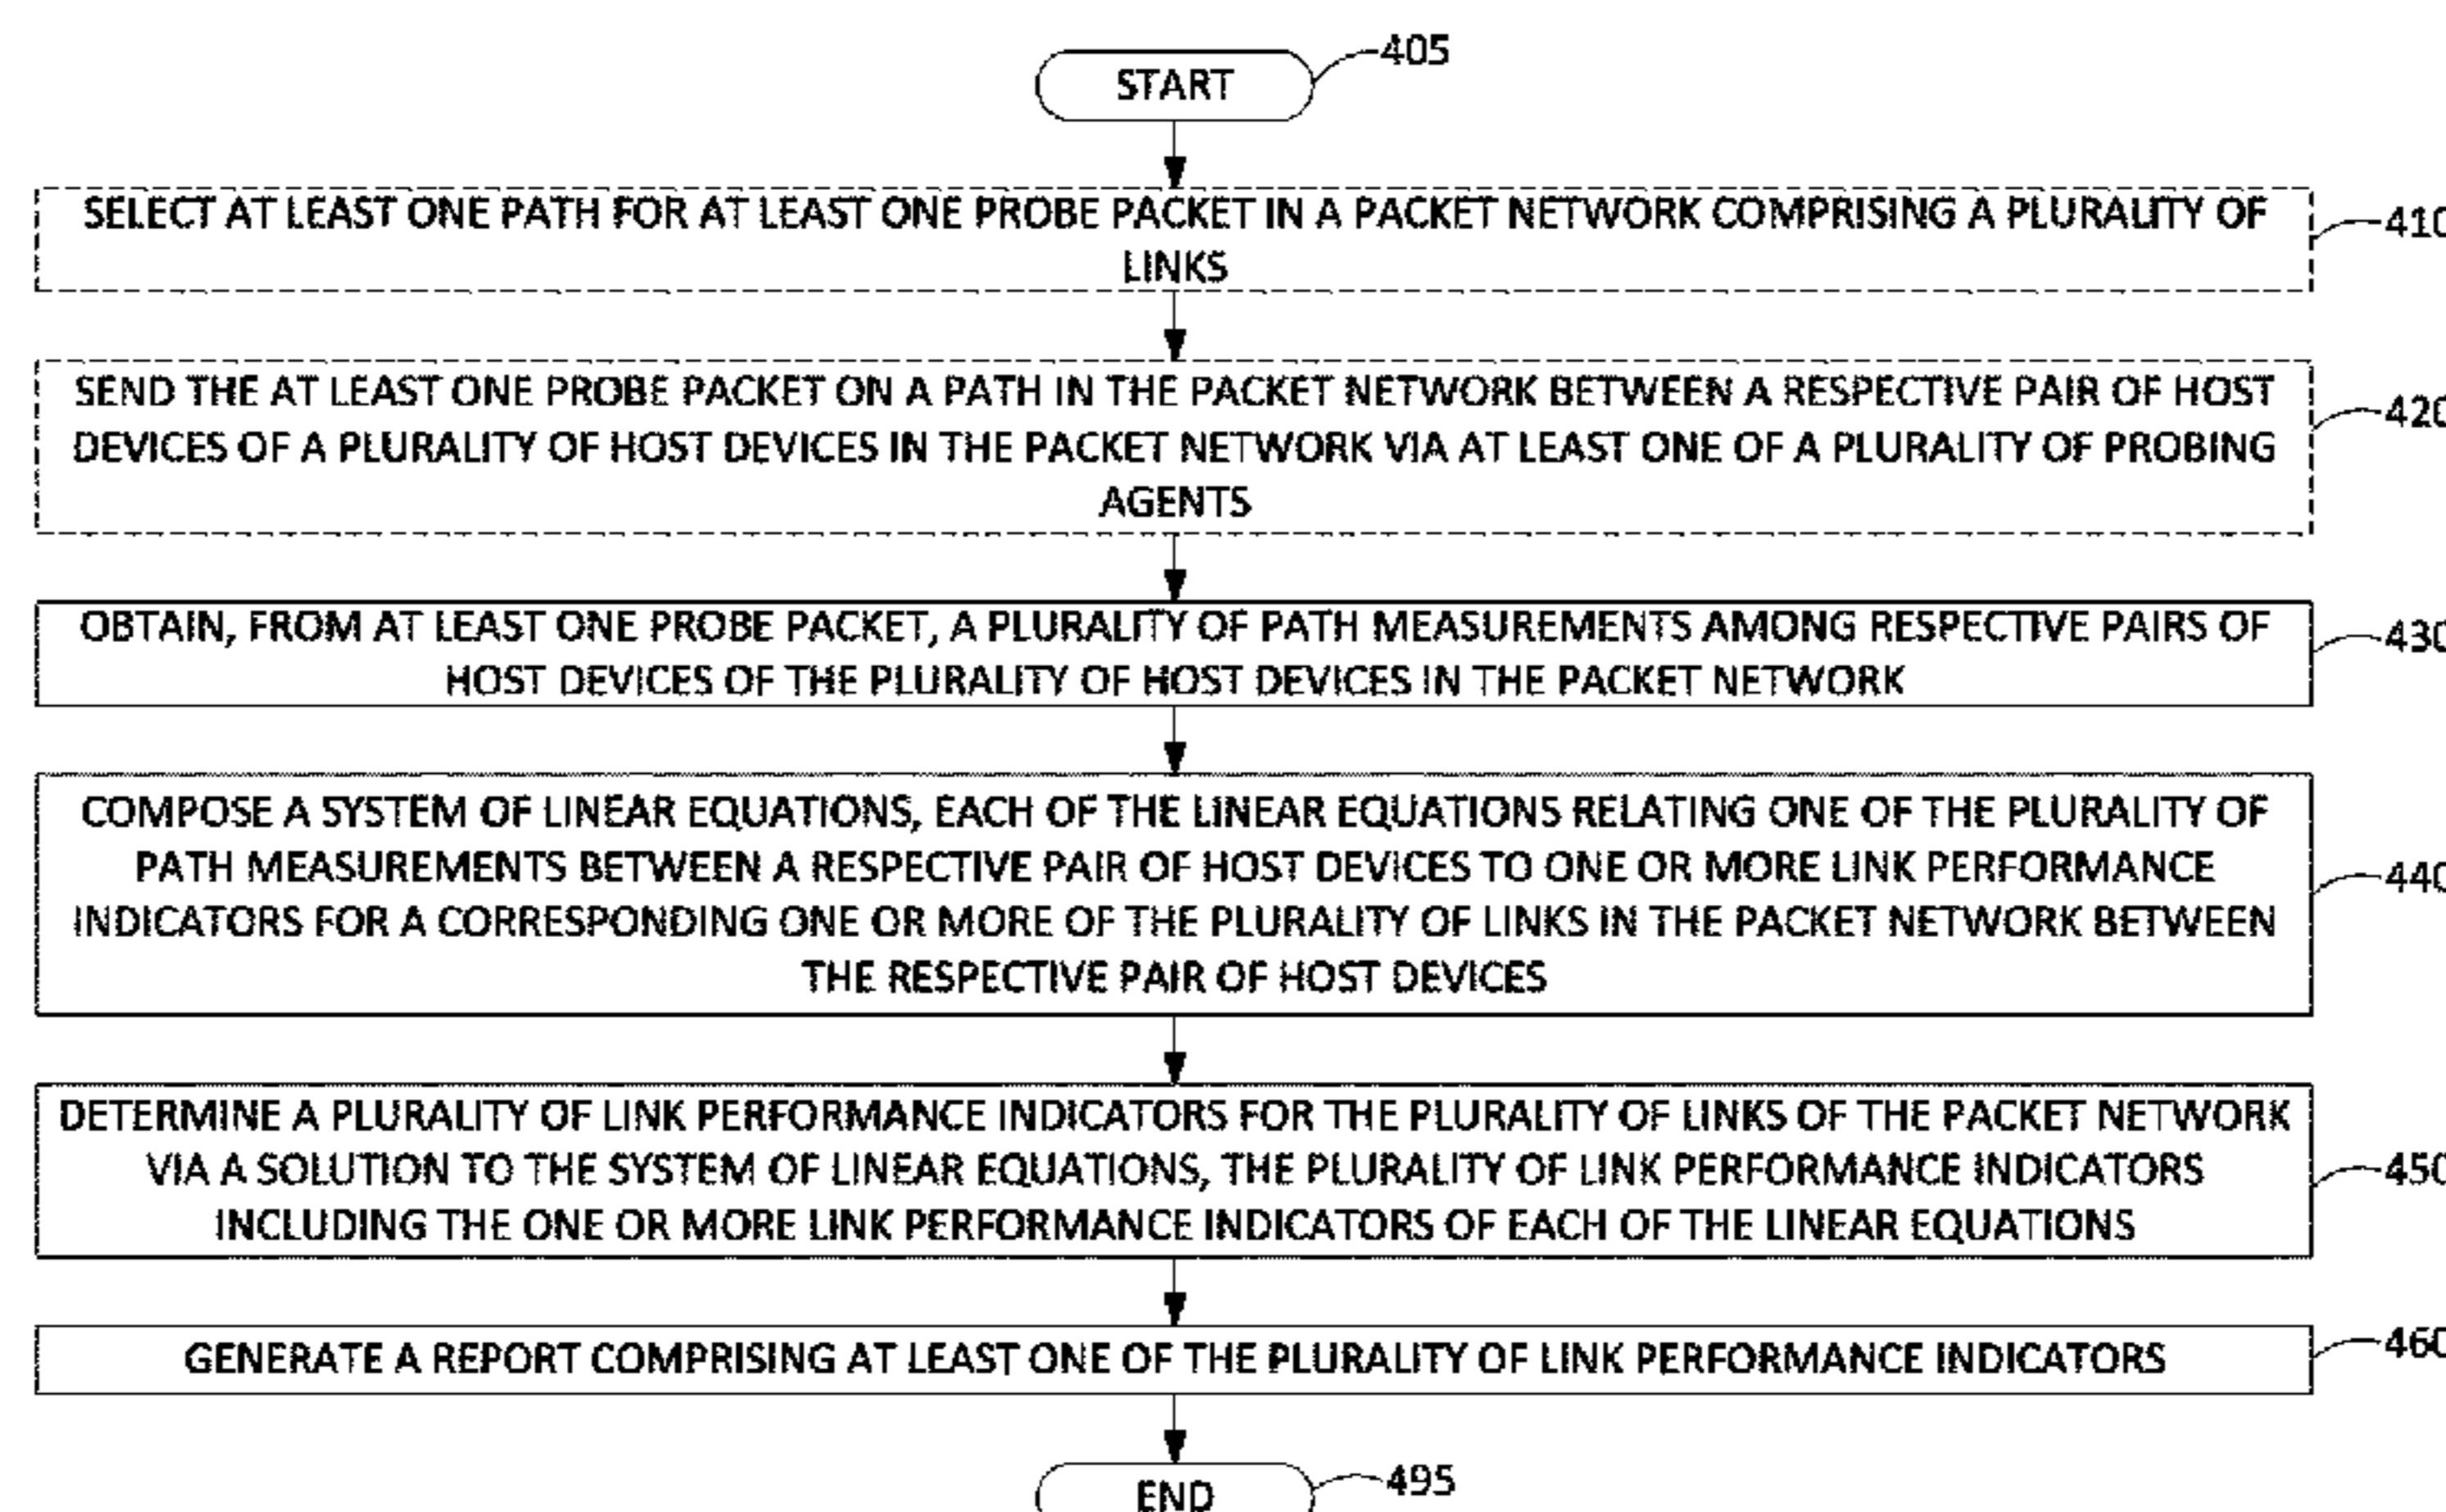 START
405
SELECT AT LEAST ONE PATH FOR AT LEAST ONE PROBE PACKET IN A PACKET NETWORK COMPRISING A PLURALITY OF
LINKS
410
SEND THE AT LEAST ONE PROBE PACKET ON A PATH IN THE PACKET NETWORK BETWEEN A RESPECTIVE PAIR OF HOST
DEVICES OF A PLURALITY OF HOST DEVICES IN THE PACKET NETWORK VIA AT LEAST ONE OF A PLURALITY OF PROBING
AGENTS
420
OBTAIN, FROM AT LEAST ONE PROBE PACKET, A PLURALITY OF PATH MEASUREMENTS AMONG RESPECTIVE PAIRS OF
HOST DEVICES OF THE PLURALITY OF HOST DEVICES IN THE PACKET NETWORK
430
COMPOSE A SYSTEM OF LINEAR EQUATIONS, EACH OF THE LINEAR EQUATIONS RELATING ONE OF THE PLURALITY OF
PATH MEASUREMENTS BETWEEN A RESPECTIVE PAIR OF HOST DEVICES TO ONE OR MORE LINK PERFORMANCE
INDICATORS FOR A CORRESPONDING ONE OR MORE OF THE PLURALITY OF LINKS IN THE PACKET NETWORK BETWEEN
THE RESPECTIVE PAIR OF HOST DEVICES
440
DETERMINE A PLURALITY OF LINK PERFORMANCE INDICATORS FOR THE PLURALITY OF LINKS OF THE PACKET NETWORK
VIA A SOLUTION TO THE SYSTEM OF LINEAR EQUATIONS, THE PLURALITY OF LINK PERFORMANCE INDICATORS
INCLUDING THE ONE OR MORE LINK PERFORMANCE INDICATORS OF EACH OF THE LINEAR EQUATIONS
450
GENERATE A REPORT COMPRISING AT LEAST ONE OF THE PLURALITY OF LINK PERFORMANCE INDICATORS
460
END
495